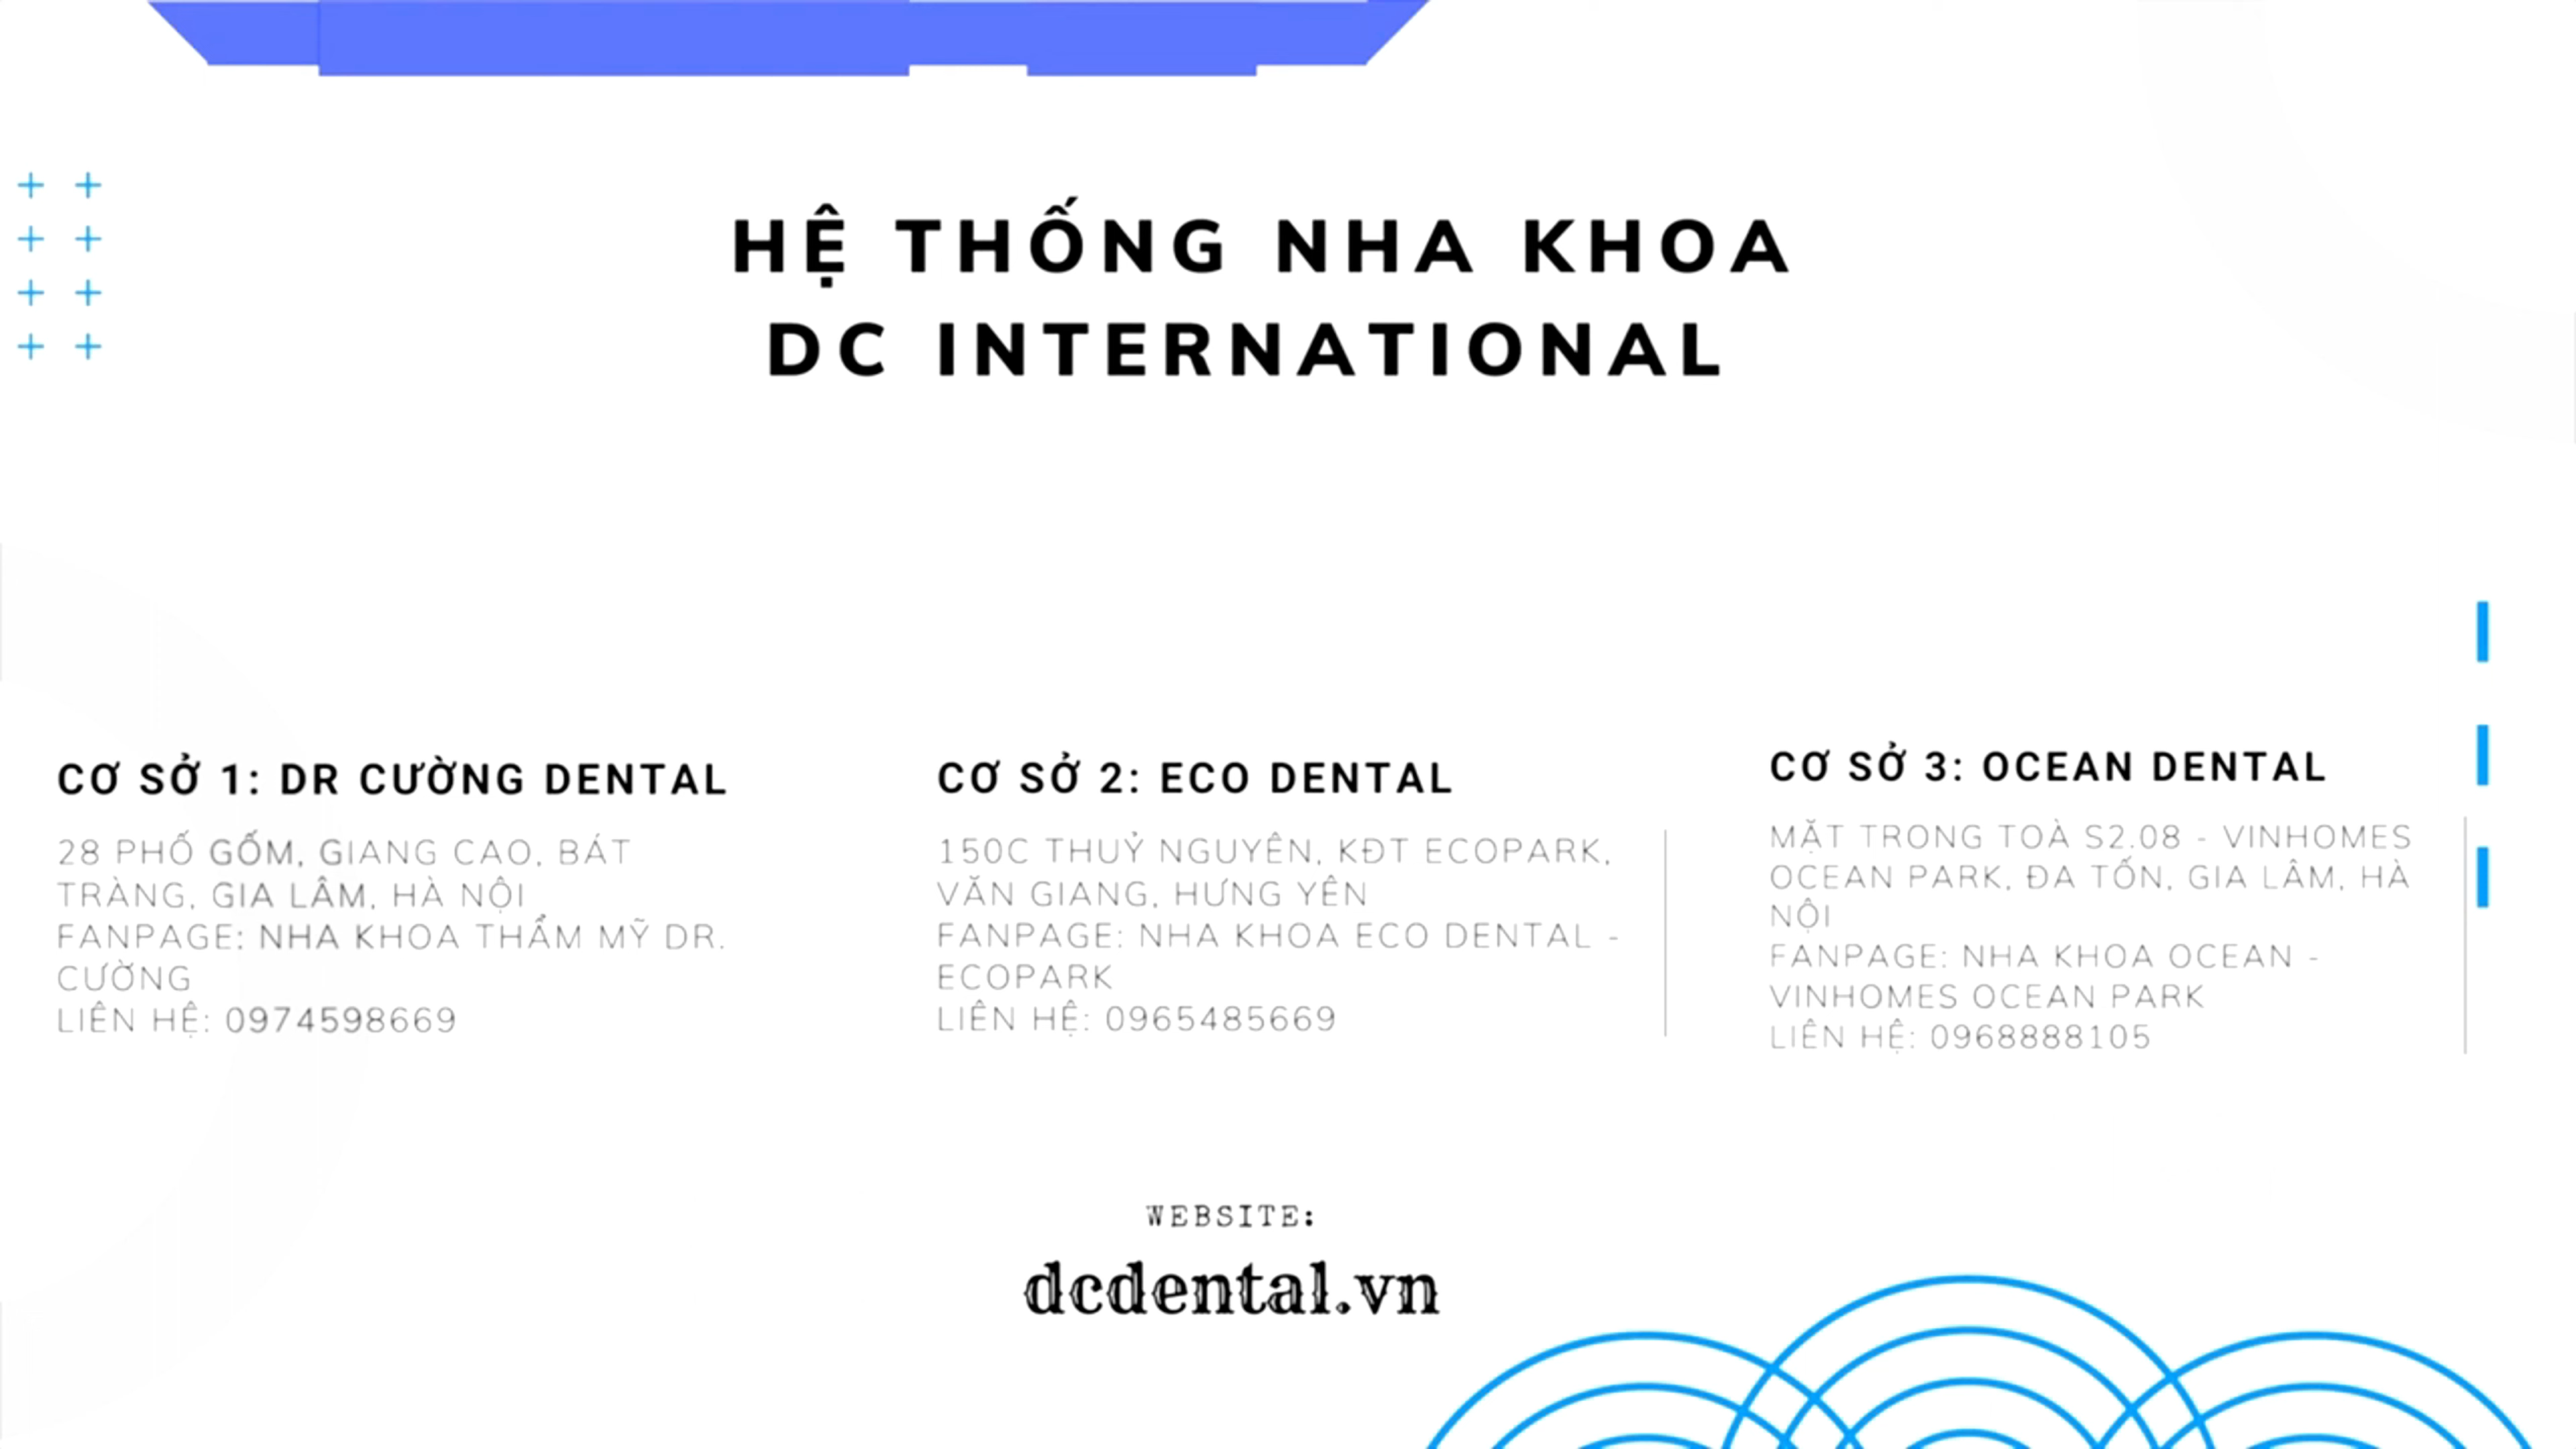 HỆ THỐNG NHA KHOA
DC INTERNATIONAL
CƠ SỞ 1: DR CƯỜNG DENTAL
28 PHỐ GỐM, GIANG CAO, BÁT
TRÀNG, GIA LÂM, HÀ NỘI
FANPAGE: NHA KHOA THẨM MỸ DR.
CƯỜNG
LIÊN HỆ: 0974598669
CƠ SỞ 2: ECO DENTAL
150C THUỶ NGUYÊN, KĐT ECOPARK,
VĂN GIANG, HƯNG YÊN
FANPAGE: NHA KHOA ECO DENTAL -
ECOPARK
LIÊN HỆ: 0965485669
CƠ SỞ 3: OCEAN DENTAL
MẶT TRONG TOÀ S2.08 - VINHOMES
OCEAN PARK, ĐA TỐN, GIA LÂM, HÀ
NỘI
FANPAGE: NHA KHOA OCEAN -
VINHOMES OCEAN PARK
LIÊN HỆ: 0968888105
WEBSITE:
dcdental.vn